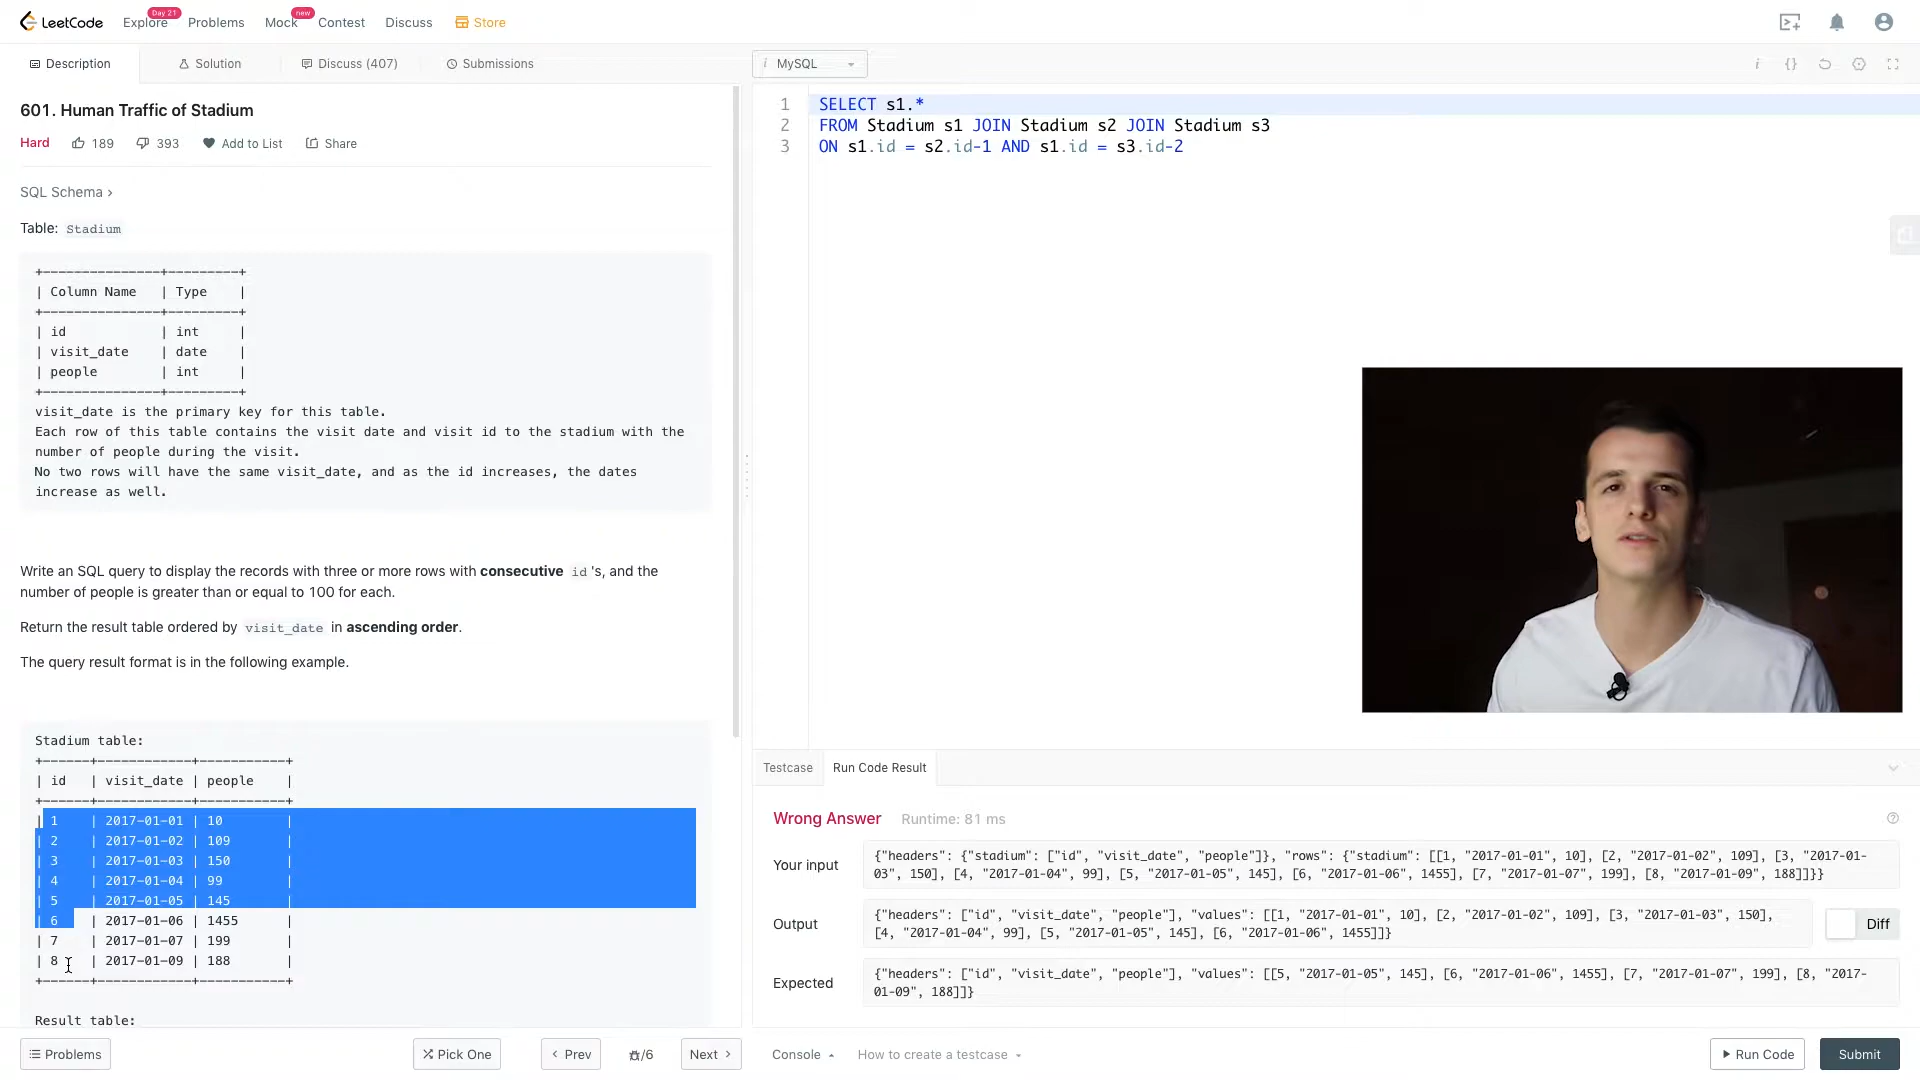 LeetCode
Explore
Day 21
Problems
Mock
new
Contest
Discuss
Store
Description
Solution
Discuss (407)
Submissions
i MySQL
601. Human Traffic of Stadium
Hard
189
393
Add to List
Share
SQL Schema ›
Table: Stadium
+---------------+---------+
| Column Name   | Type    |
+---------------+---------+
| id            | int     |
| visit_date    | date    |
| people        | int     |
+---------------+---------+
visit_date is the primary key for this table.
Each row of this table contains the visit date and visit id to the stadium with the
number of people during the visit.
No two rows will have the same visit_date, and as the id increases, the dates
increase as well.
Write an SQL query to display the records with three or more rows with consecutive id's, and the
number of people is greater than or equal to 100 for each.
Return the result table ordered by visit_date in ascending order.
The query result format is in the following example.
Stadium table:
+------+------------+-----------+
| id   | visit_date | people    |
+------+------------+-----------+
| 1    | 2017-01-01 | 10        |
| 2    | 2017-01-02 | 109       |
| 3    | 2017-01-03 | 150       |
| 4    | 2017-01-04 | 99        |
| 5    | 2017-01-05 | 145       |
| 6    | 2017-01-06 | 1455      |
| 7    | 2017-01-07 | 199       |
| 8    | 2017-01-09 | 188       |
+------+------------+-----------+
Result table:
1 SELECT s1.*
2 FROM Stadium s1 JOIN Stadium s2 JOIN Stadium s3
3 ON s1.id = s2.id-1 AND s1.id = s3.id-2
Testcase
Run Code Result
Wrong Answer
Runtime: 81 ms
Your input
{"headers": {"stadium": ["id", "visit_date", "people"]}, "rows": {"stadium": [[1, "2017-01-01", 10], [2, "2017-01-02", 109], [3, "2017-01-
03", 150], [4, "2017-01-04", 99], [5, "2017-01-05", 145], [6, "2017-01-06", 1455], [7, "2017-01-07", 199], [8, "2017-01-09", 188]]}}
Output
{"headers": ["id", "visit_date", "people"], "values": [[1, "2017-01-01", 10], [2, "2017-01-02", 109], [3, "2017-01-03", 150],
[4, "2017-01-04", 99], [5, "2017-01-05", 145], [6, "2017-01-06", 1455]]}
Diff
Expected
{"headers": ["id", "visit_date", "people"], "values": [[5, "2017-01-05", 145], [6, "2017-01-06", 1455], [7, "2017-01-07", 199], [8, "2017-
01-09", 188]]}
Problems
Pick One
‹ Prev
/6
Next ›
Console
How to create a testcase
Run Code
Submit